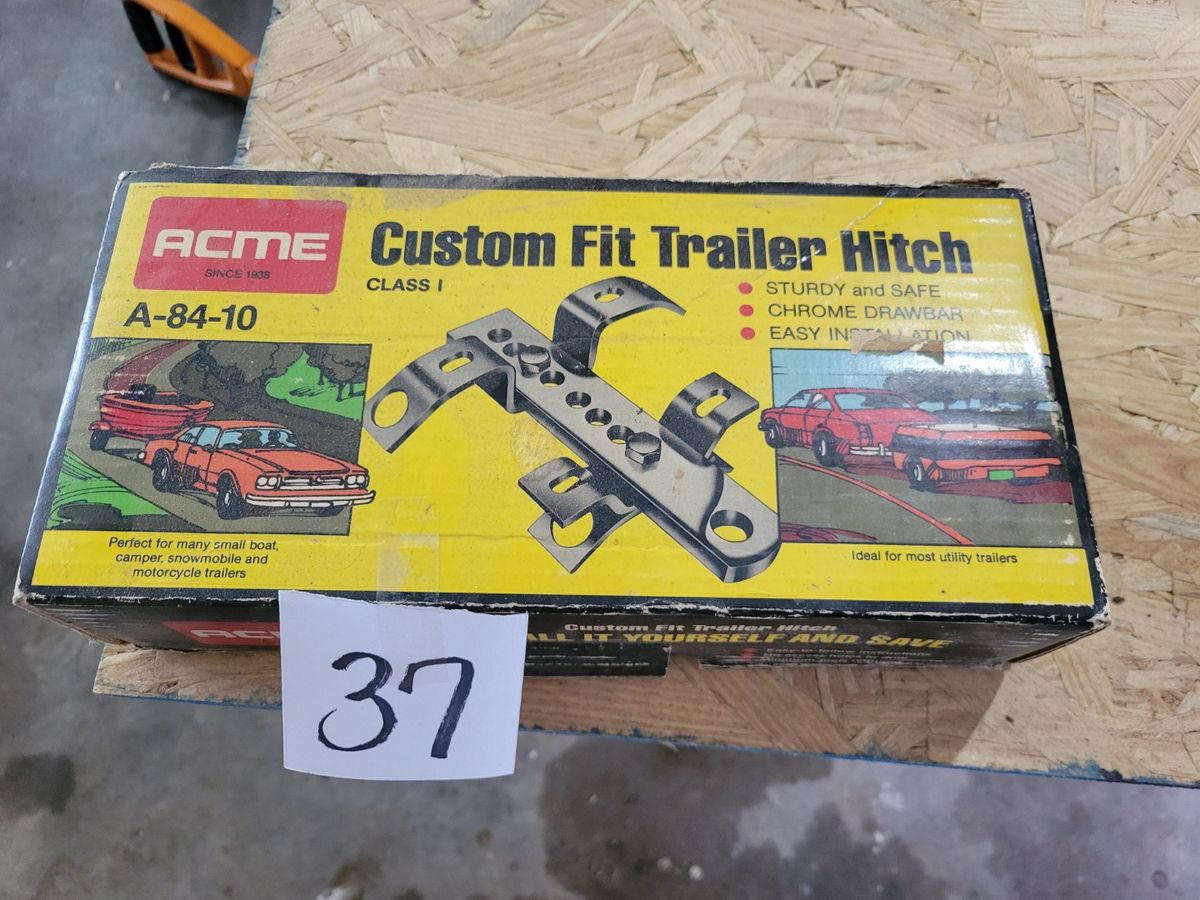 ACME
SINCE 1938
Custom Fit Trailer Hitch
CLASS I
A-84-10
STURDY and SAFE
CHROME DRAWBAR
EASY INSTALLATION
Perfect for many small boat,
camper, snowmobile and
motorcycle trailers
Ideal for most utility trailers
Custom Fit Trailer Hitch
ALL IT YOURSELF AND SAVE
37